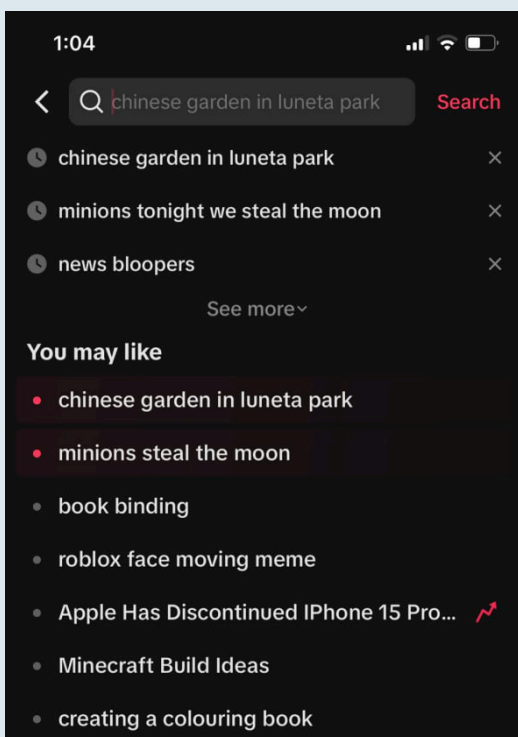 1:04
chinese garden in luneta park Search
chinese garden in luneta park
minions tonight we steal the moon
news bloopers
See more
You may like
chinese garden in luneta park
minions steal the moon
book binding
roblox face moving meme
Apple Has Discontinued IPhone 15 Pro...
Minecraft Build Ideas
creating a colouring book